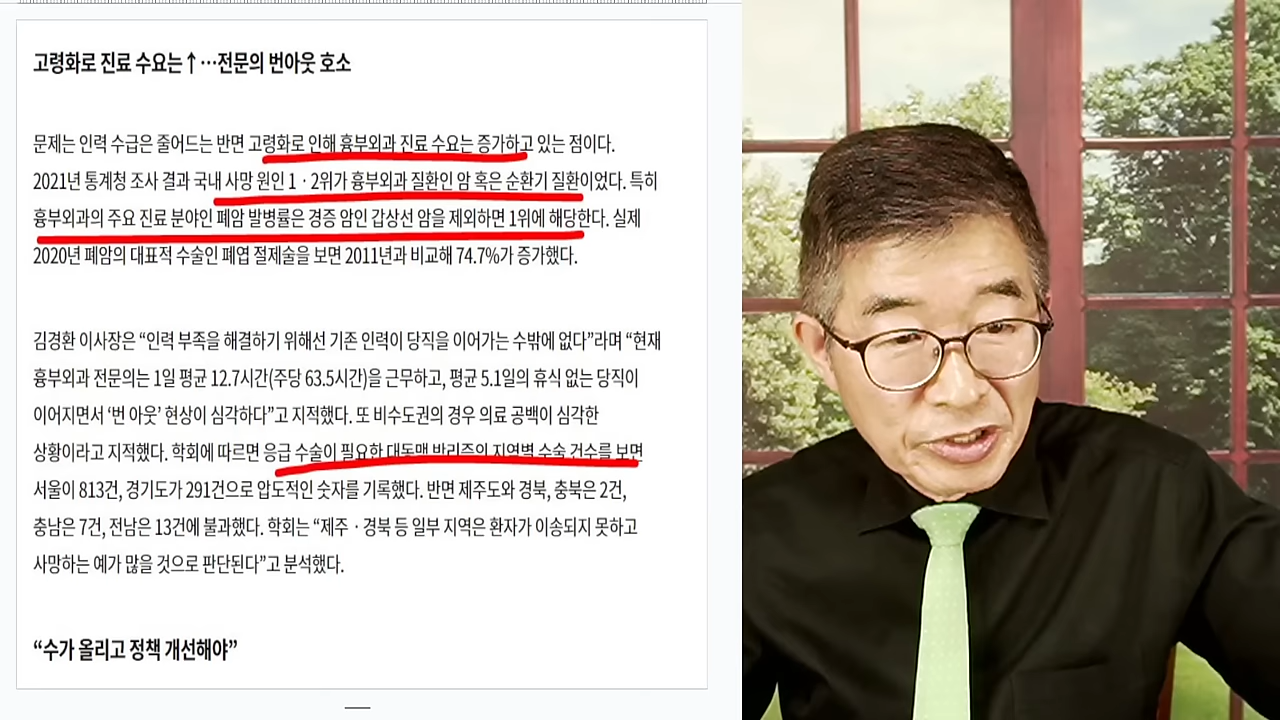 고령화로 진료 수요는↑…전문의 번아웃 호소
문제는 인력 수급은 줄어드는 반면 고령화로 인해 흉부외과 진료 수요는 증가하고 있는 점이다.
2021년 통계청 조사 결과 국내 사망 원인 1·2위가 흉부외과 질환인 암 혹은 순환기 질환이었다. 특히
흉부외과의 주요 진료 분야인 폐암 발병률은 경증 암인 갑상선 암을 제외하면 1위에 해당한다. 실제
2020년 폐암의 대표적 수술인 폐엽 절제술을 보면 2011년과 비교해 74.7%가 증가했다.
김경환 이사장은 “인력 부족을 해결하기 위해선 기존 인력이 당직을 이어가는 수밖에 없다”라며 “현재
흉부외과 전문의는 1일 평균 12.7시간(주당 63.5시간)을 근무하고, 평균 5.1일의 휴식 없는 당직이
이어지면서 ‘번 아웃’ 현상이 심각하다”고 지적했다. 또 비수도권의 경우 의료 공백이 심각한
상황이라고 지적했다. 학회에 따르면 응급 수술이 필요한 대동맥 박리증의 지역별 수술 건수를 보면
서울이 813건, 경기도가 291건으로 압도적인 숫자를 기록했다. 반면 제주도와 경북, 충북은 2건,
충남은 7건, 전남은 13건에 불과했다. 학회는 “제주·경북 등 일부 지역은 환자가 이송되지 못하고
사망하는 예가 많을 것으로 판단된다”고 분석했다.
“수가 올리고 정책 개선해야”